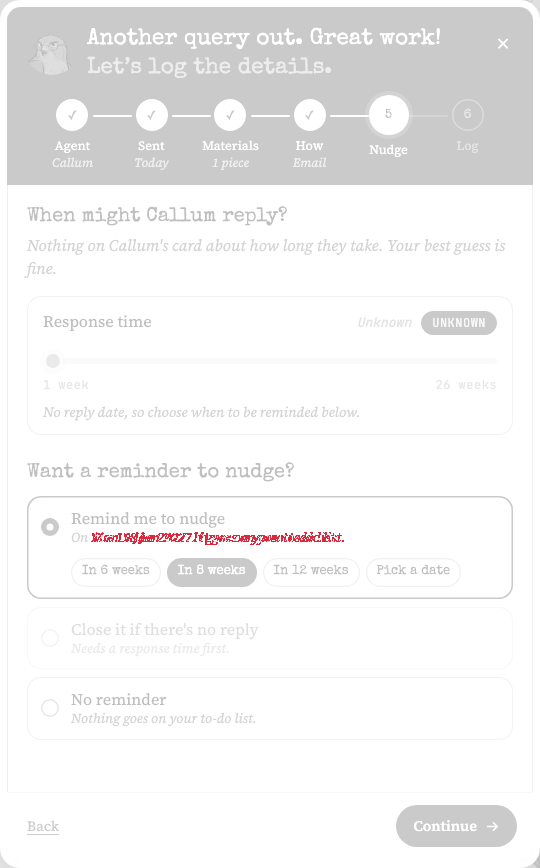 Another query out. Great work!
Let's log the details.
✓ ✓ ✓ ✓ 5 6
Agent Sent Materials How Nudge Log
Callum Today 1 piece Email
When might Callum reply?
Nothing on Callum's card about how long they take. Your best guess is
fine.
Response time Unknown UNKNOWN
1 week 26 weeks
No reply date, so choose when to be reminded below.
Want a reminder to nudge?
Remind me to nudge
On
In 6 weeks In 8 weeks In 12 weeks Pick a date
Close it if there's no reply
Needs a response time first.
No reminder
Nothing goes on your to-do list.
Back Continue →